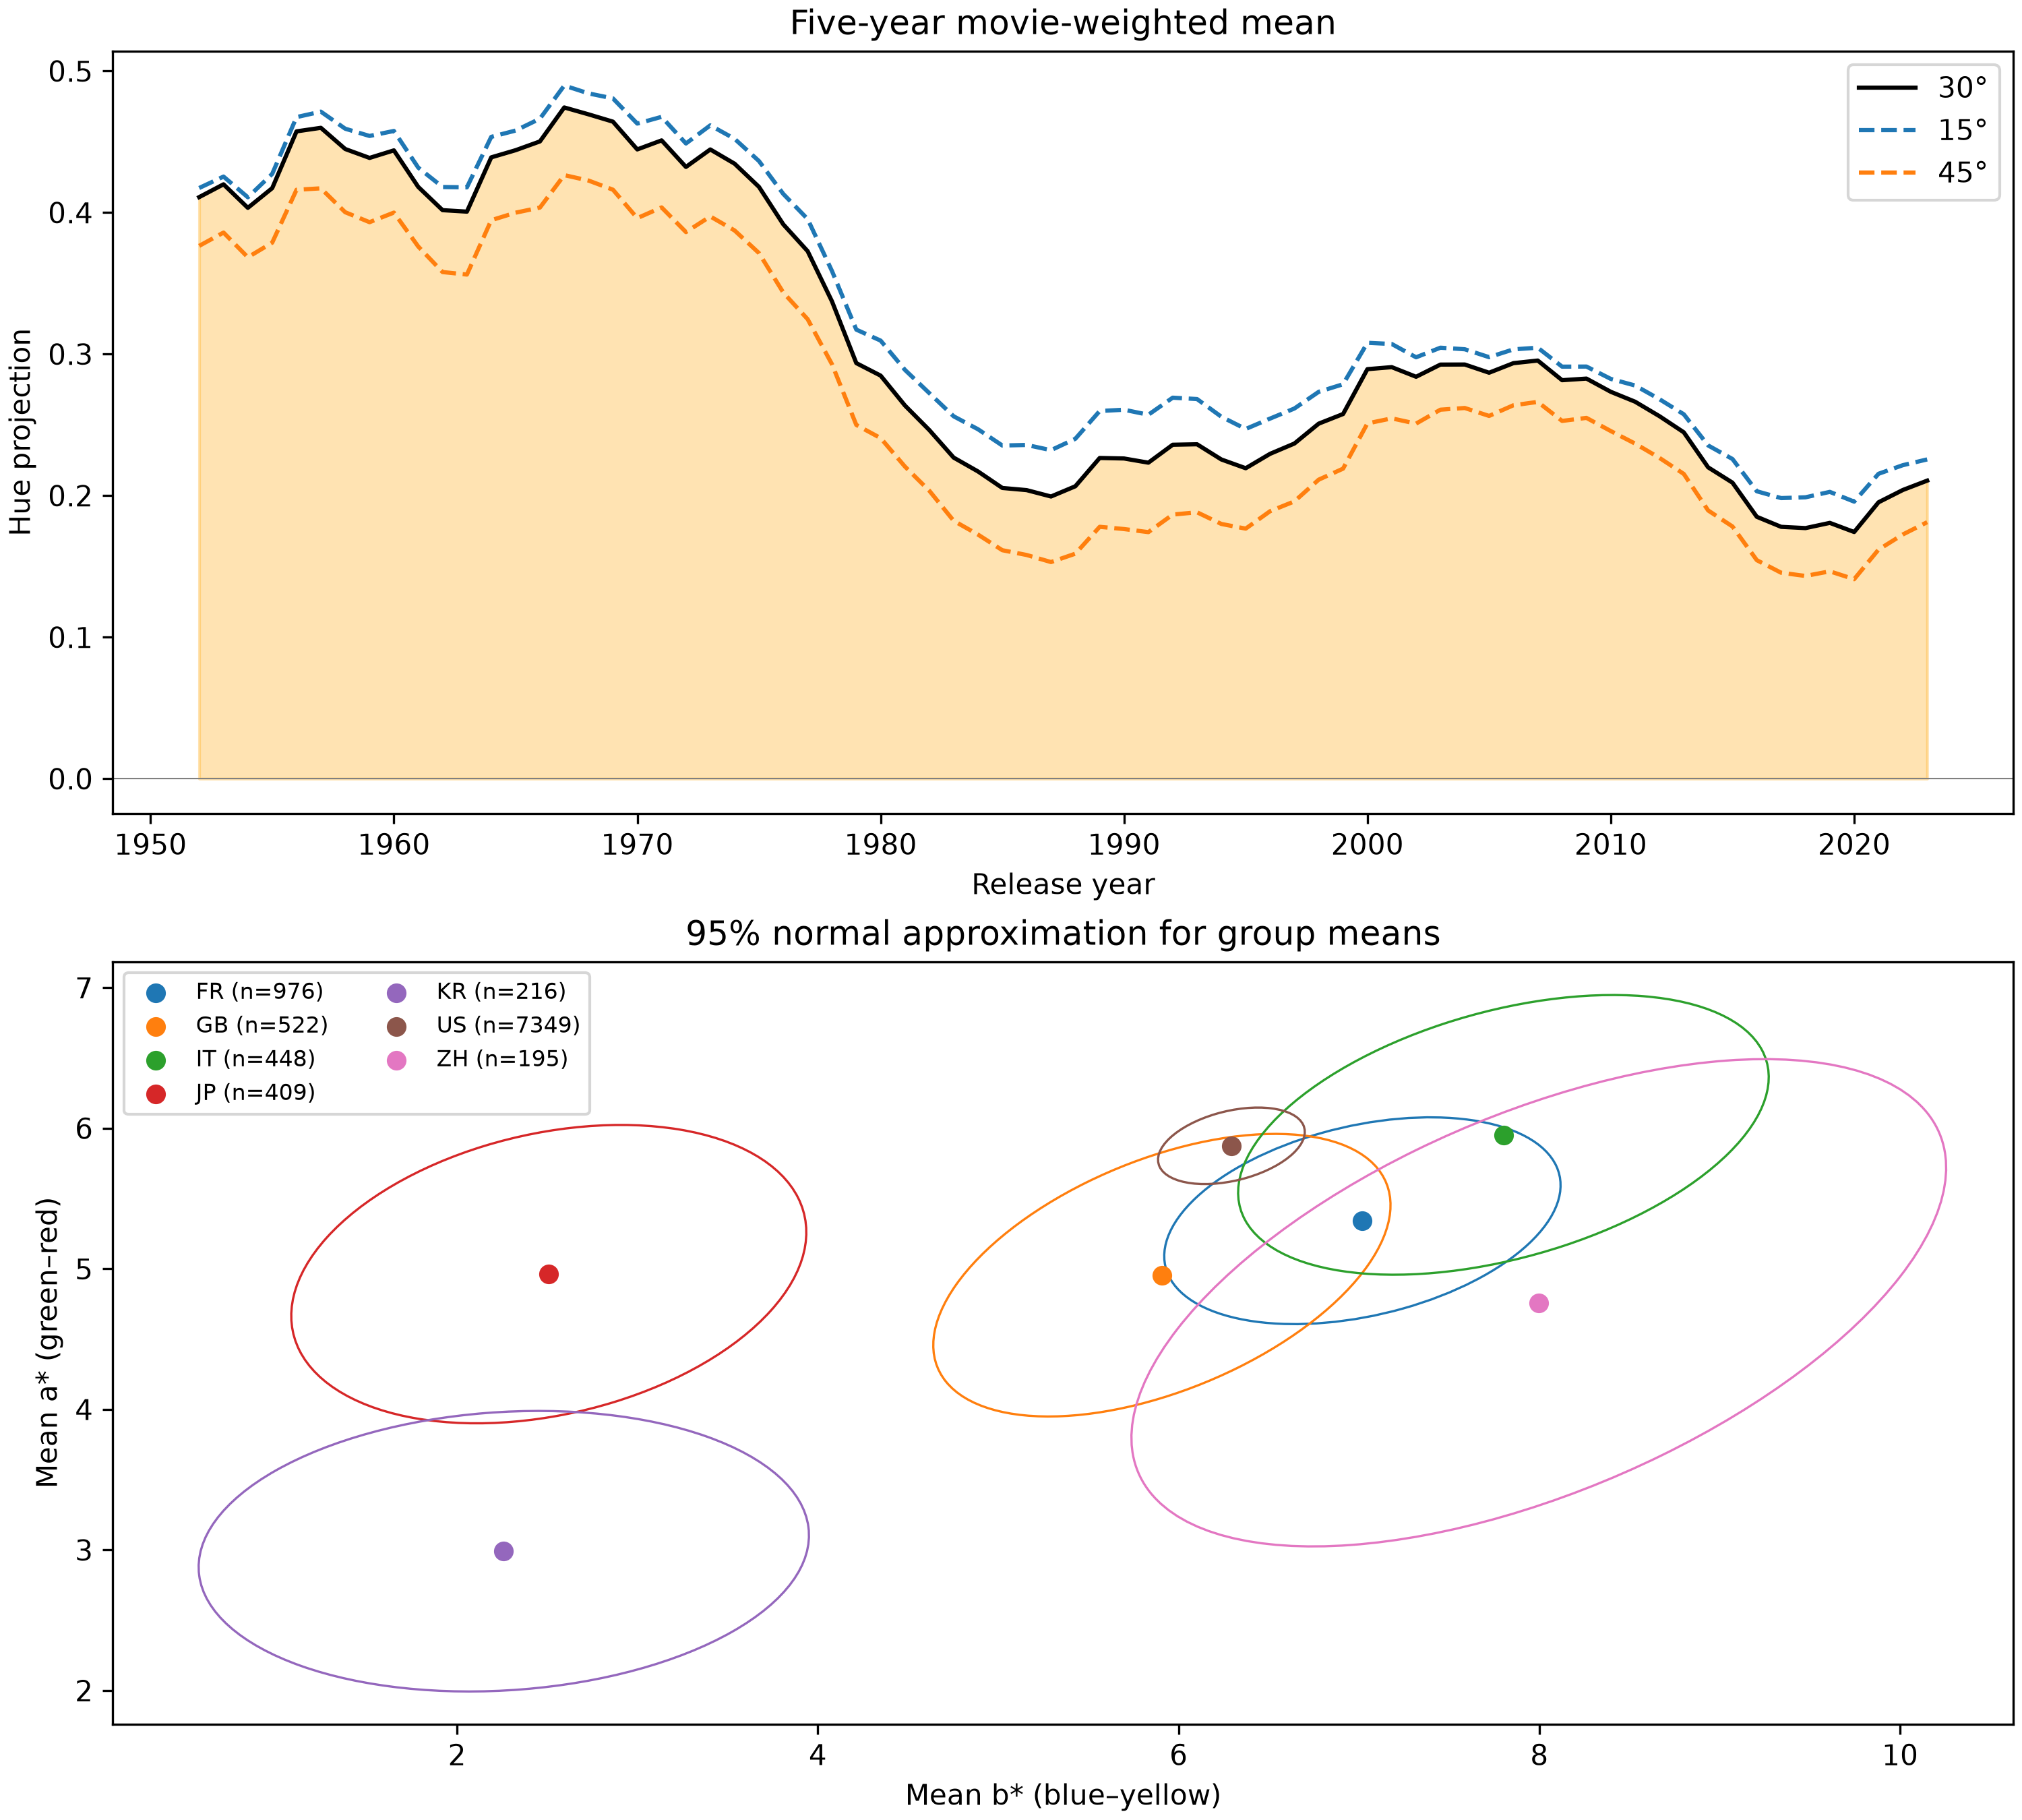 Five-year movie-weighted mean
Hue projection
0.5
0.4
0.3
0.2
0.1
0.0
30°
15°
45°
1950 1960 1970 1980 1990 2000 2010 2020
Release year
95% normal approximation for group means
Mean a* (green–red)
7
6
5
4
3
2
FR (n=976)
GB (n=522)
IT (n=448)
JP (n=409)
KR (n=216)
US (n=7349)
ZH (n=195)
2 4 6 8 10
Mean b* (blue–yellow)